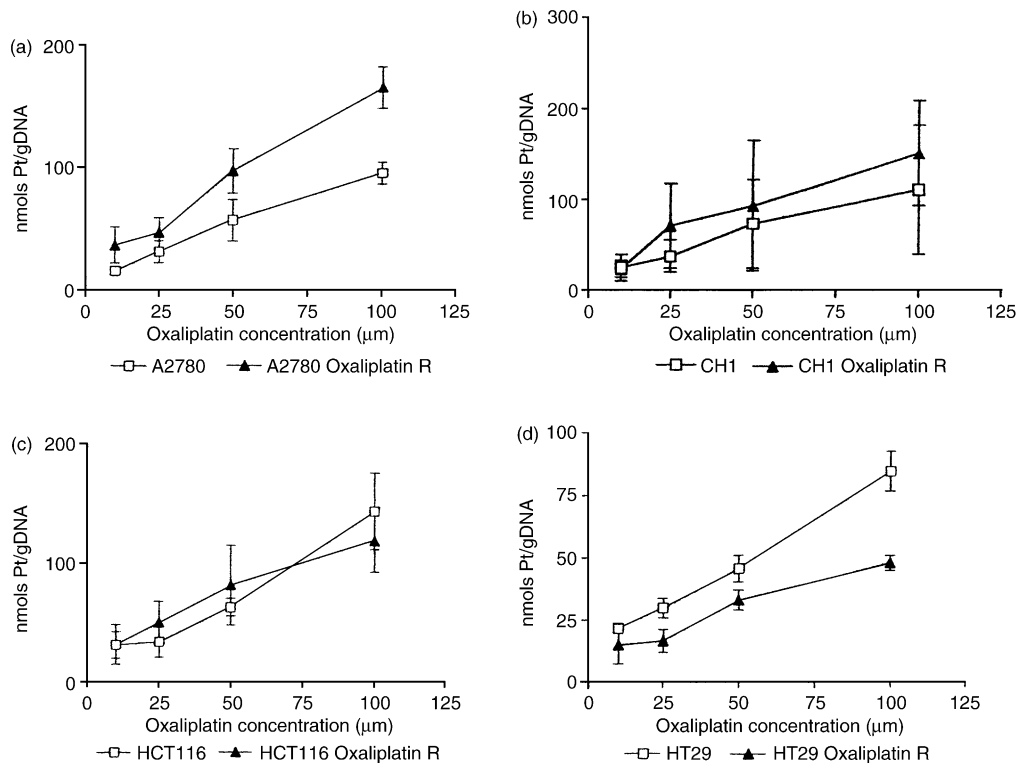 (a)
200
100
0
nmols Pt/gDNA
0 25 50 75 100 125
Oxaliplatin concentration (μm)
A2780 A2780 Oxaliplatin R
(b)
300
200
100
0
nmols Pt/gDNA
0 25 50 75 100 125
Oxaliplatin concentration (μm)
CH1 CH1 Oxaliplatin R
(c)
200
100
0
nmols Pt/gDNA
0 25 50 75 100 125
Oxaliplatin concentration (μm)
HCT116 HCT116 Oxaliplatin R
(d)
100
75
50
25
0
nmols Pt/gDNA
0 25 50 75 100 125
Oxaliplatin concentration (μm)
HT29 HT29 Oxaliplatin R